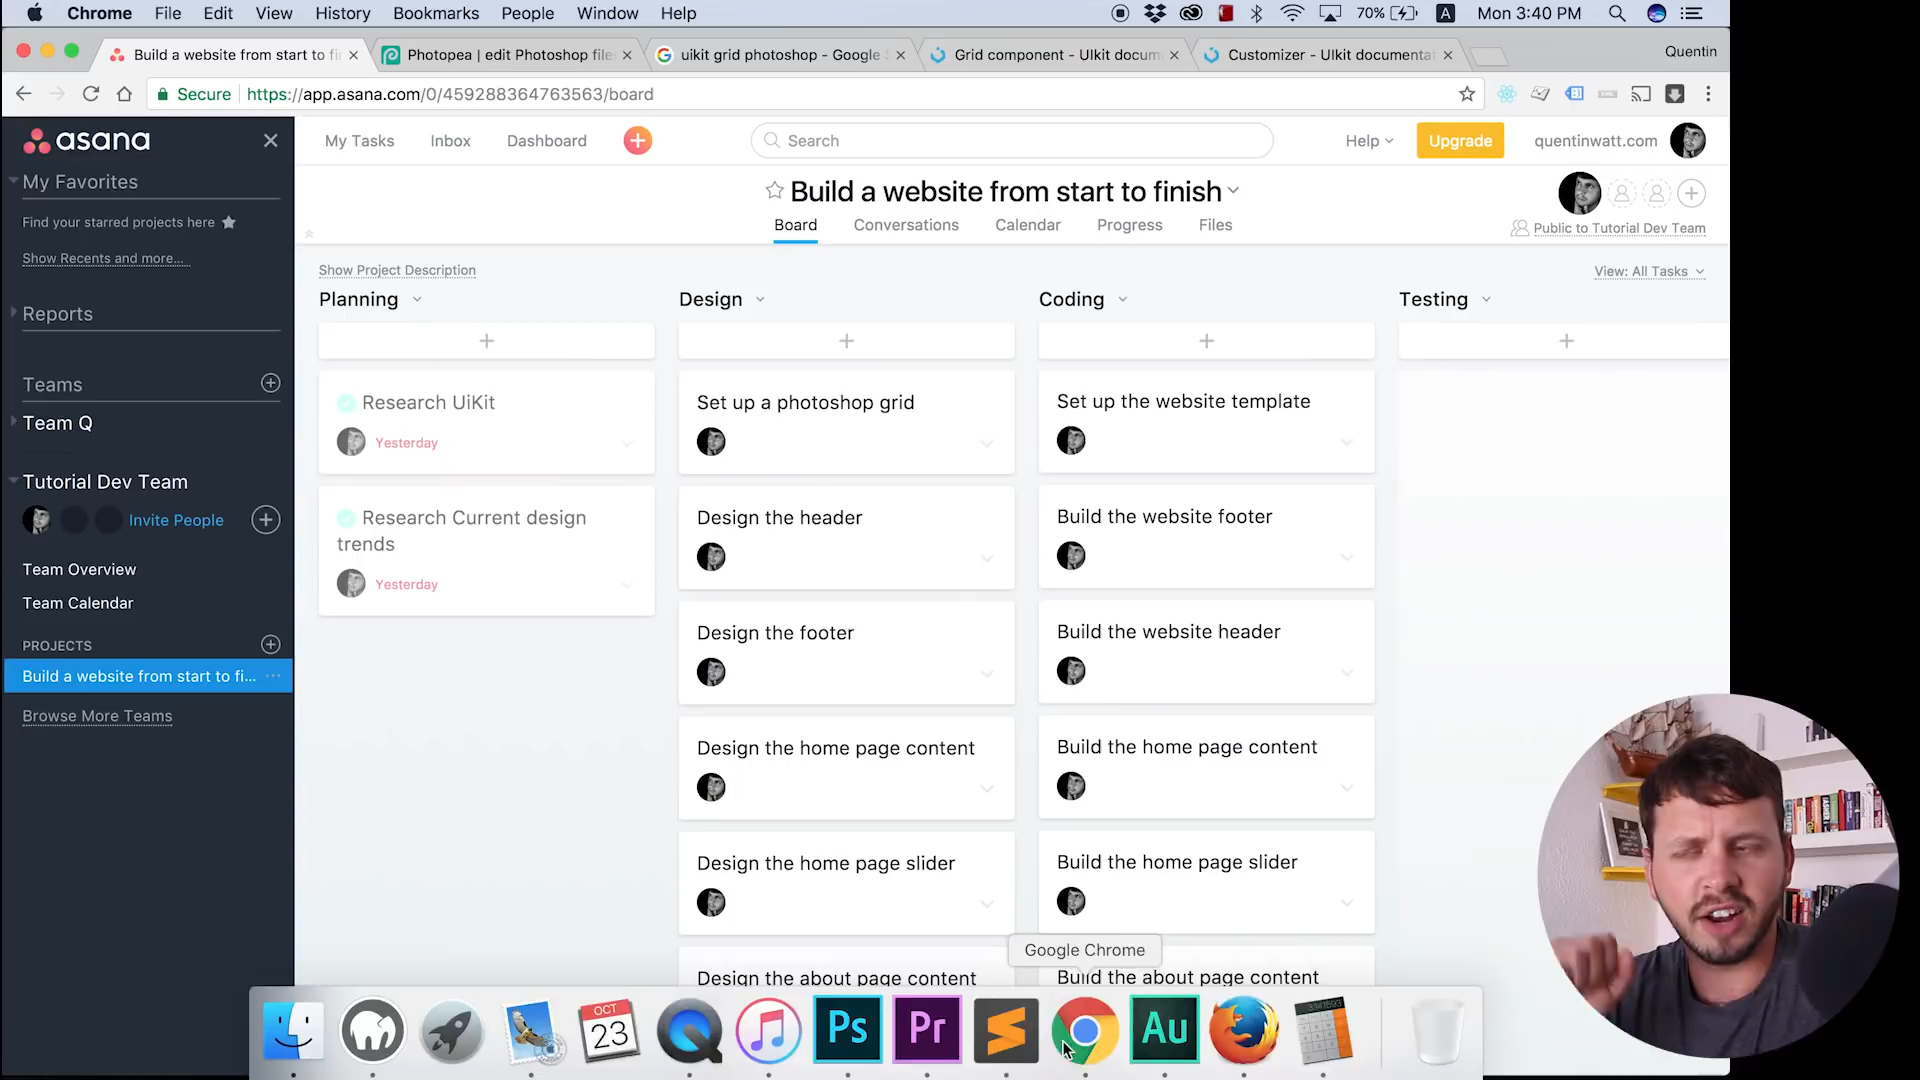 Chrome File Edit View History Bookmarks People Window Help 70% A Mon 3:40 PM
Build a website from start to fi Photopea | edit Photoshop file uikit grid photoshop - Google S Grid component - UIkit docum Customizer - UIkit documentat Quentin
Secure https://app.asana.com/0/459288364763563/board
asana My Tasks Inbox Dashboard Search Help Upgrade quentinwatt.com
My Favorites
Find your starred projects here
Show Recents and more...
Reports
Teams
Team Q
Tutorial Dev Team
Invite People
Team Overview
Team Calendar
PROJECTS
Build a website from start to fi...
Browse More Teams
Build a website from start to finish
Board Conversations Calendar Progress Files
Public to Tutorial Dev Team
Show Project Description
View: All Tasks
Planning
Research UiKit
Yesterday
Research Current design
trends
Yesterday
Design
Set up a photoshop grid
Design the header
Design the footer
Design the home page content
Design the home page slider
Design the about page content
Coding
Set up the website template
Build the website footer
Build the website header
Build the home page content
Build the home page slider
Build the about page content
Testing
Google Chrome
OCT
23
Ps
Pr
Au